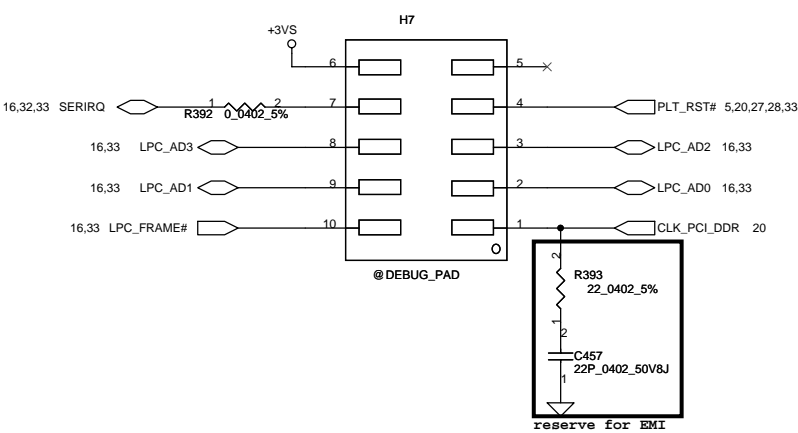 H7
+3VS
6
5
16,32,33 SERIRQ
1
2
7
4
PLT_RST# 5,20,27,28,33
R392 0_0402_5%
16,33 LPC_AD3
8
3
LPC_AD2 16,33
16,33 LPC_AD1
9
2
LPC_AD0 16,33
16,33 LPC_FRAME#
10
1
CLK_PCI_DDR 20
@DEBUG_PAD
2
R393
22_0402_5%
1
2
C457
22P_0402_50V8J
1
reserve for EMI